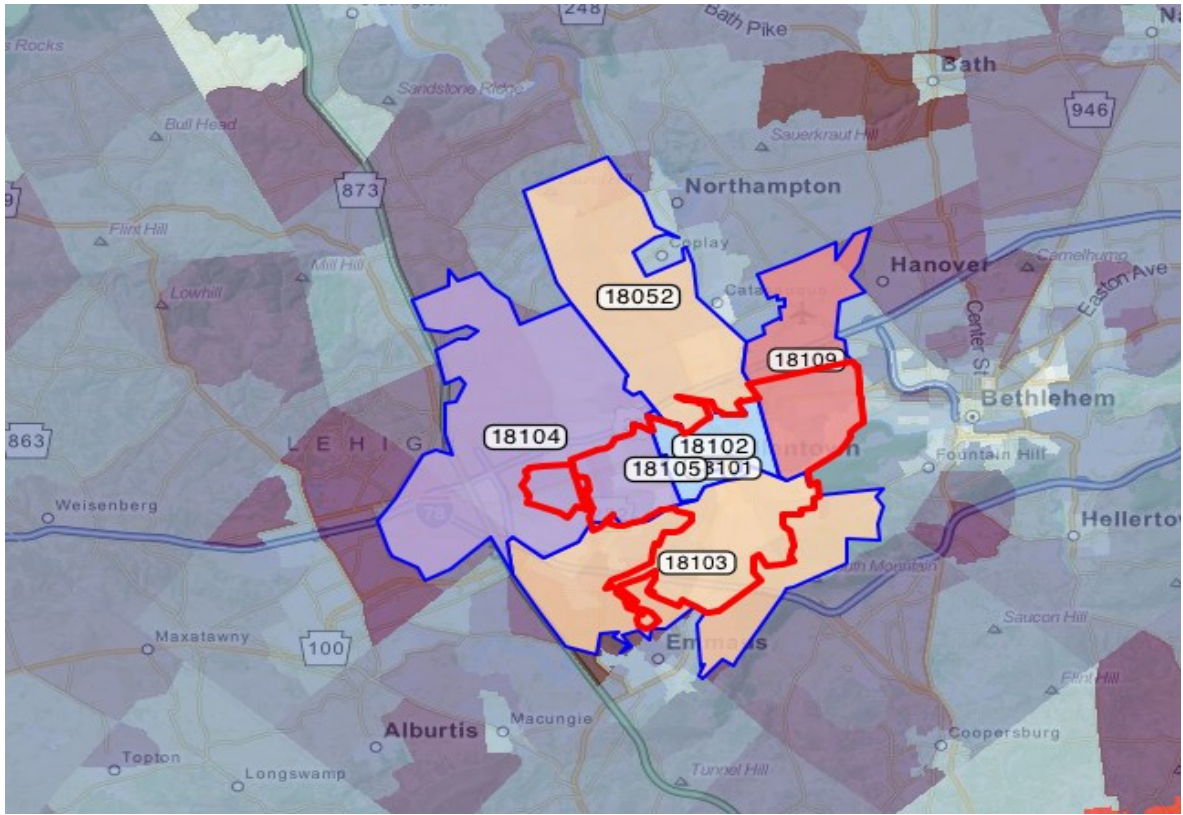 248
Bath Pike
Rocks
Sandstone Ridge
Bath
946
Bull Head
Sauerkraut Hill
873
Northampton
Flint Hill
Coplay
Mill Hill
Hanover
Camelhump
Easton Ave
Lowhill
18052
Center St
18109
Bethlehem
863
LEHIG
18104
18102
18105
18101
Fountain Hill
Weisenberg
78
Hellerto
18103
South Mountain
Saucon Hill
Maxatawny
100
Emmaus
Flint Hill
Alburtis
Macungie
Coopersburg
Topton
Longswamp
Tunnel Hill